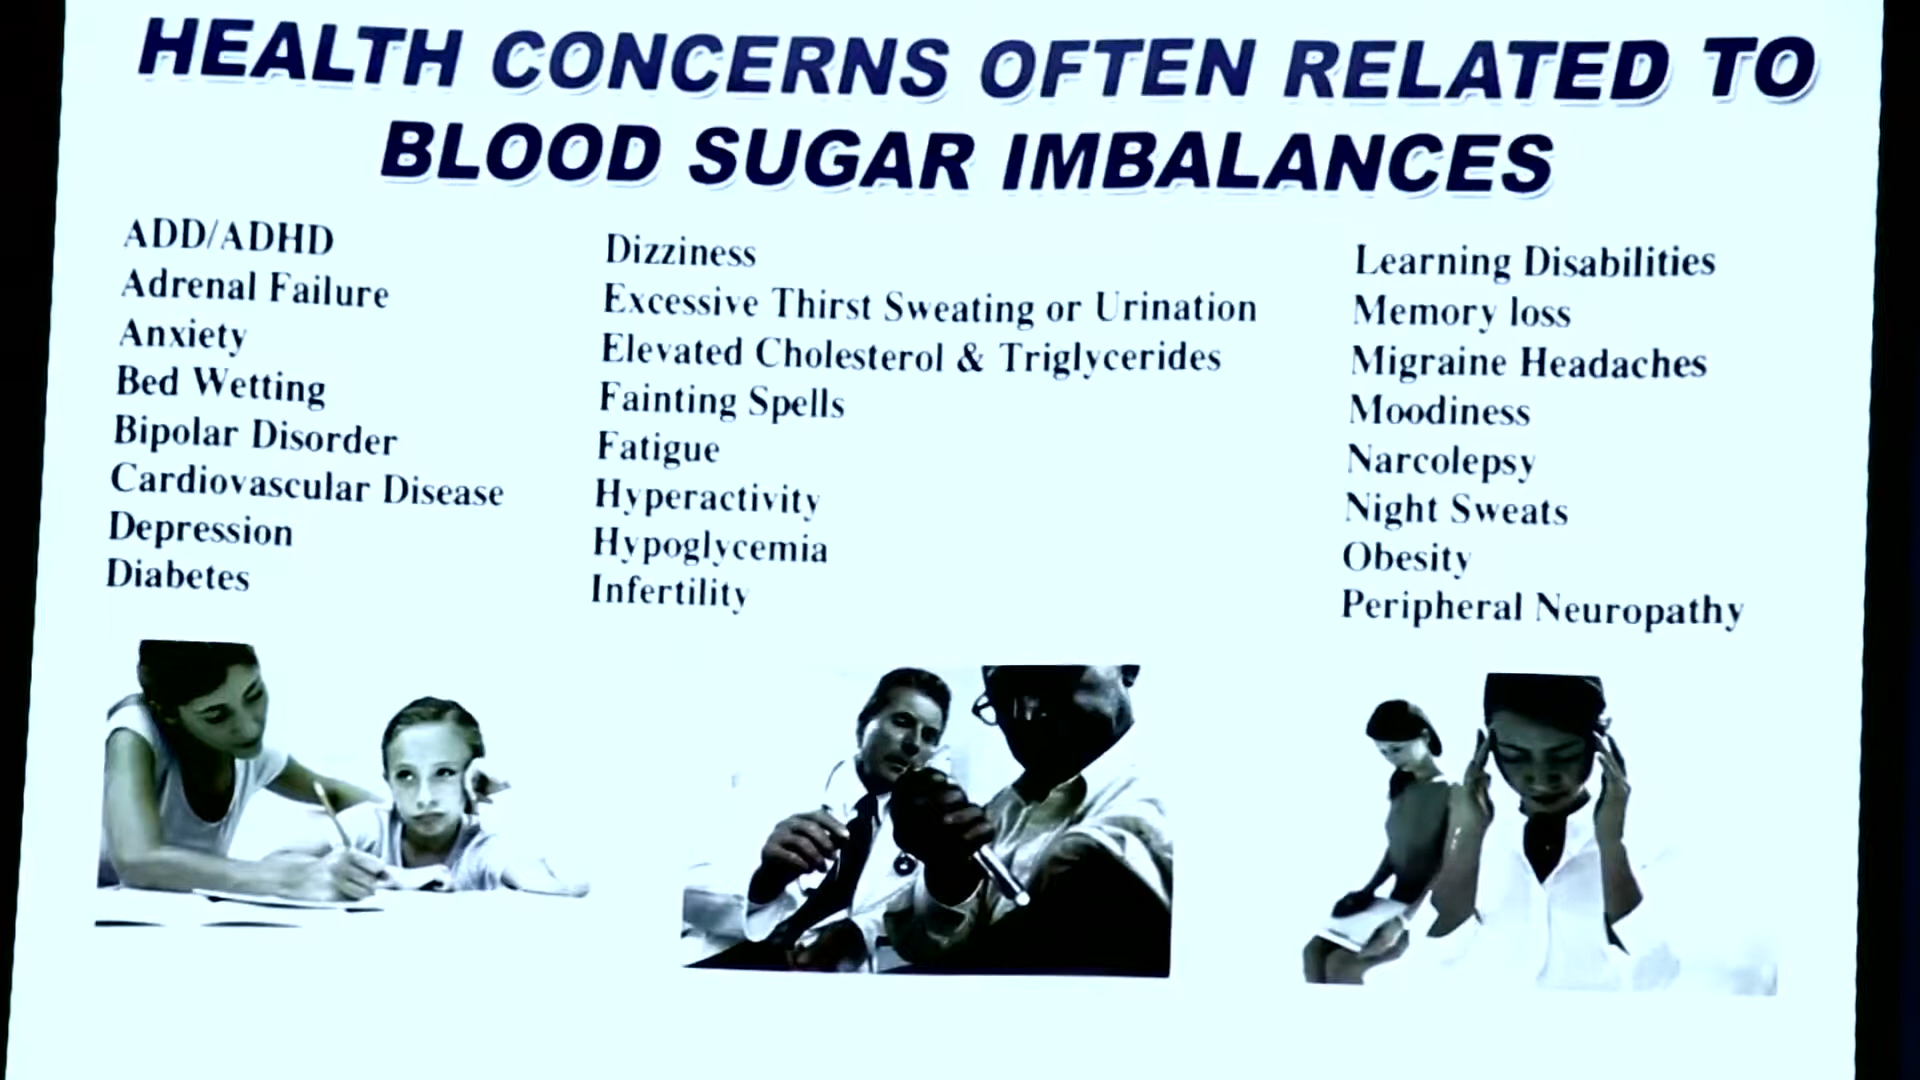 HEALTH CONCERNS OFTEN RELATED TO
BLOOD SUGAR IMBALANCES
ADD/ADHD
Adrenal Failure
Anxiety
Bed Wetting
Bipolar Disorder
Cardiovascular Disease
Depression
Diabetes
Dizziness
Excessive Thirst Sweating or Urination
Elevated Cholesterol & Triglycerides
Fainting Spells
Fatigue
Hyperactivity
Hypoglycemia
Infertility
Learning Disabilities
Memory loss
Migraine Headaches
Moodiness
Narcolepsy
Night Sweats
Obesity
Peripheral Neuropathy